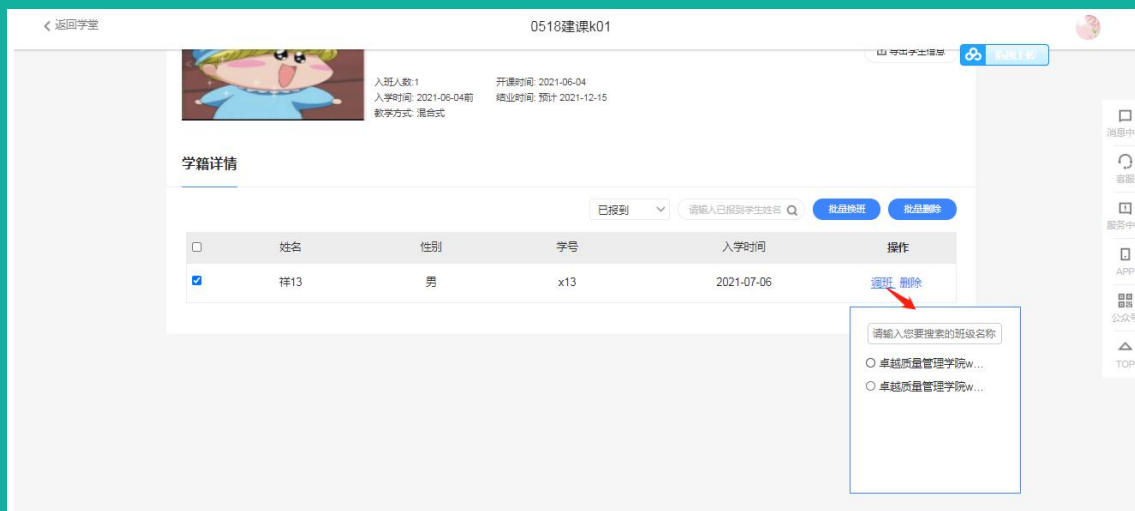 返回学堂
0518建课k01
导出学生信息
入班人数:1
开课时间: 2021-06-04
入学时间: 2021-06-04前
结业时间: 预计 2021-12-15
教学方式: 混合式
学籍详情
已报到
请输入已报到学生姓名
批量换班
批量删除
姓名 性别 学号 入学时间 操作
祥13 男 x13 2021-07-06 调班 删除
请输入您要搜索的班级名称
卓越质量管理学院w...
卓越质量管理学院w...
消息中
客服
服务中
APP
公众号
TOP